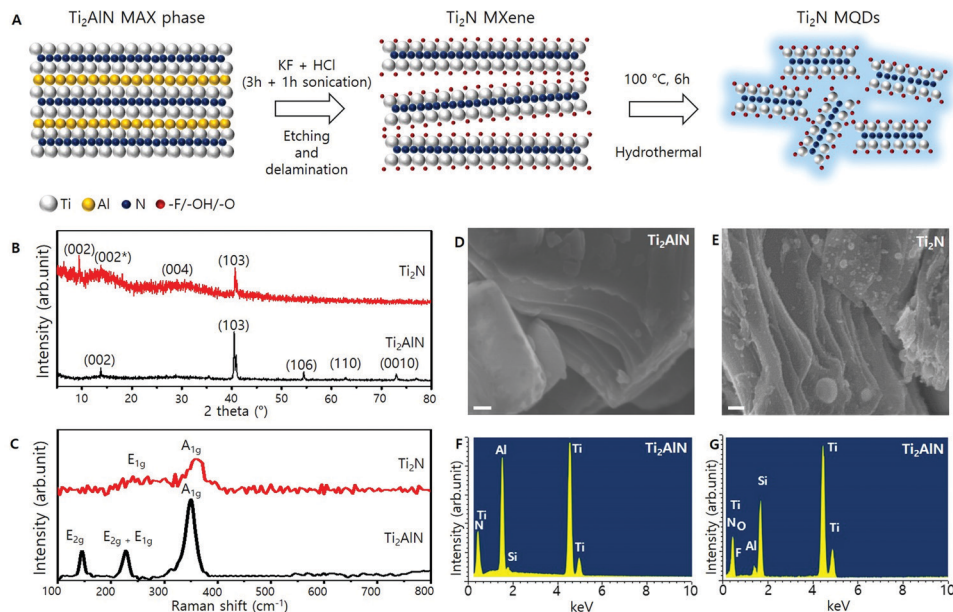 A
Ti₂AlN MAX phase
Ti₂N MXene
Ti₂N MQDs
KF + HCl
(3h + 1h sonication)
Etching
and
delamination
100 °C, 6h
Hydrothermal
Ti
Al
N
-F/-OH/-O
B
(002)
(002*)
(004)
(103)
Ti₂N
(103)
Ti₂AlN
(002)
(106)
(110)
(0010)
Intensity (arb.unit)
10 20 30 40 50 60 70 80
2 theta (°)
C
E1g
A1g
Ti₂N
A1g
E2g
E2g + E1g
Ti₂AlN
Intensity (arb.unit)
100 200 300 400 500 600 700 800
Raman shift (cm⁻¹)
D
Ti₂AlN
E
Ti₂N
F
Ti₂AlN
Al
Ti
Ti
N
Si
Ti
Intensity (arb.unit)
0 2 4 6 8 10
keV
G
Ti₂AlN
Ti
Si
Ti
N O
F
Al
Ti
Intensity (arb.unit)
0 2 4 6 8 10
keV